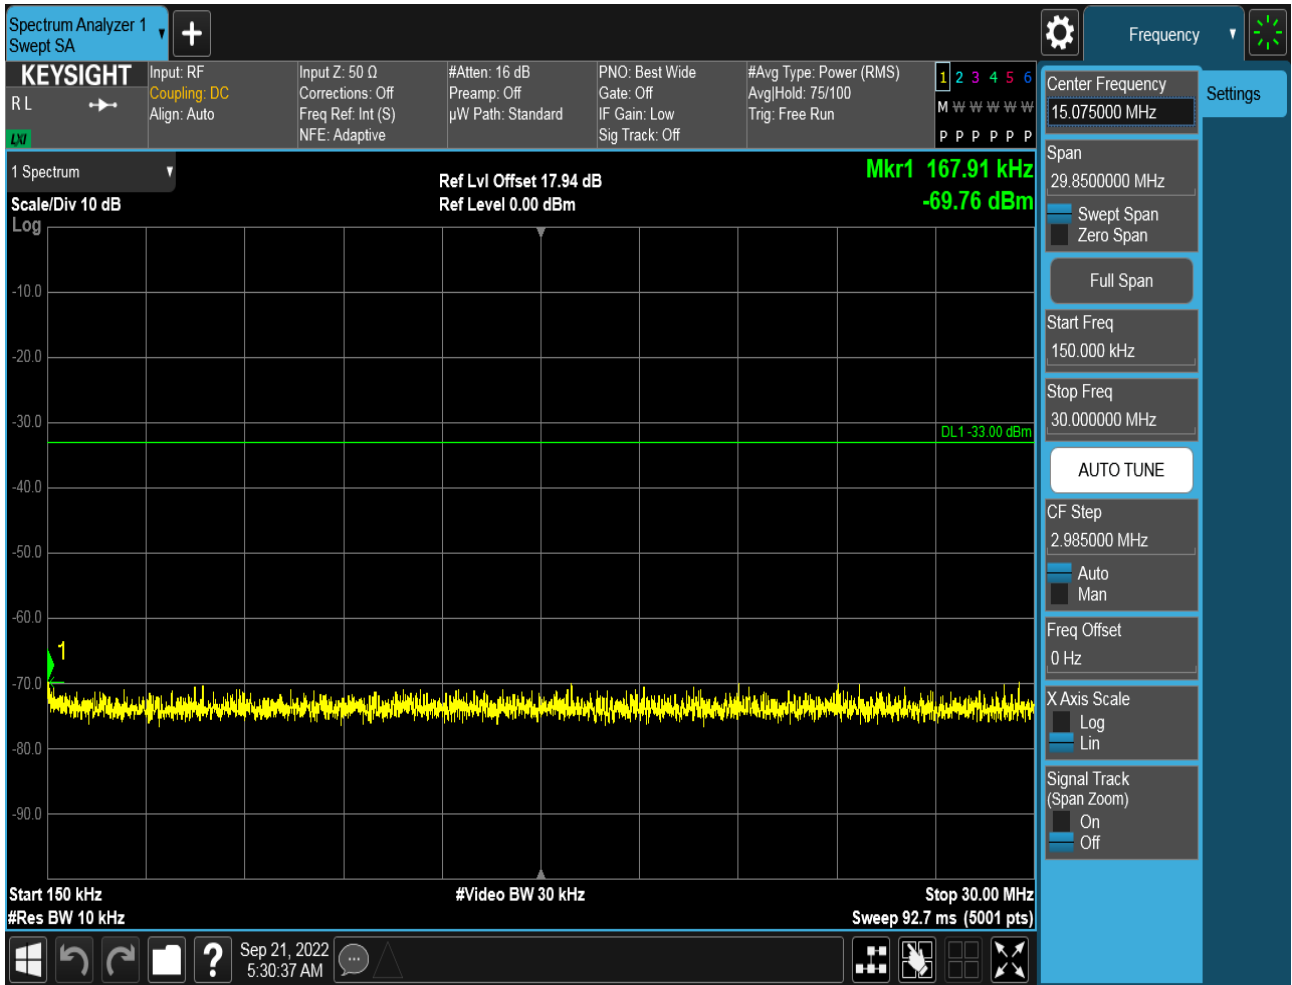 Spectrum Analyzer 1
Swept SA
+
Frequency
KEYSIGHT
R L
LXI
Input: RF
Coupling: DC
Align: Auto
Input Z: 50 Ω
Corrections: Off
Freq Ref: Int (S)
NFE: Adaptive
#Atten: 16 dB
Preamp: Off
µW Path: Standard
PNO: Best Wide
Gate: Off
IF Gain: Low
Sig Track: Off
#Avg Type: Power (RMS)
Avg|Hold: 75/100
Trig: Free Run
1 2 3 4 5 6
M W W W W W
P P P P P P
1 Spectrum
Scale/Div 10 dB
Log
Ref Lvl Offset 17.94 dB
Ref Level 0.00 dBm
Mkr1 167.91 kHz
-69.76 dBm
-10.0
-20.0
-30.0
DL1 -33.00 dBm
-40.0
-50.0
-60.0
1
-70.0
-80.0
-90.0
Start 150 kHz
#Res BW 10 kHz
#Video BW 30 kHz
Stop 30.00 MHz
Sweep 92.7 ms (5001 pts)
Center Frequency
15.075000 MHz
Settings
Span
29.8500000 MHz
Swept Span
Zero Span
Full Span
Start Freq
150.000 kHz
Stop Freq
30.000000 MHz
AUTO TUNE
CF Step
2.985000 MHz
Auto
Man
Freq Offset
0 Hz
X Axis Scale
Log
Lin
Signal Track
(Span Zoom)
On
Off
?
Sep 21, 2022
5:30:37 AM